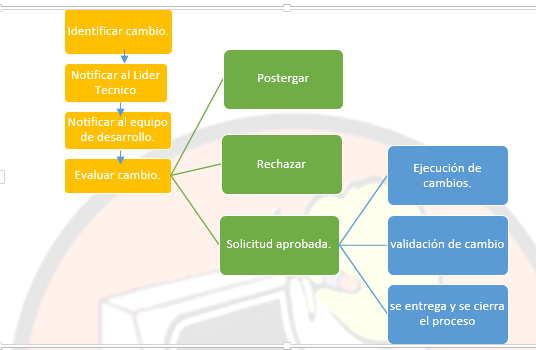 Identificar cambio.
Notificar al Lider
Tecnico
Notificar al equipo
de desarrollo.
Evaluar cambio.
Postergar
Rechazar
Solicitud aprobada.
Ejecución de
cambios.
validación de cambio
se entrega y se cierra
el proceso